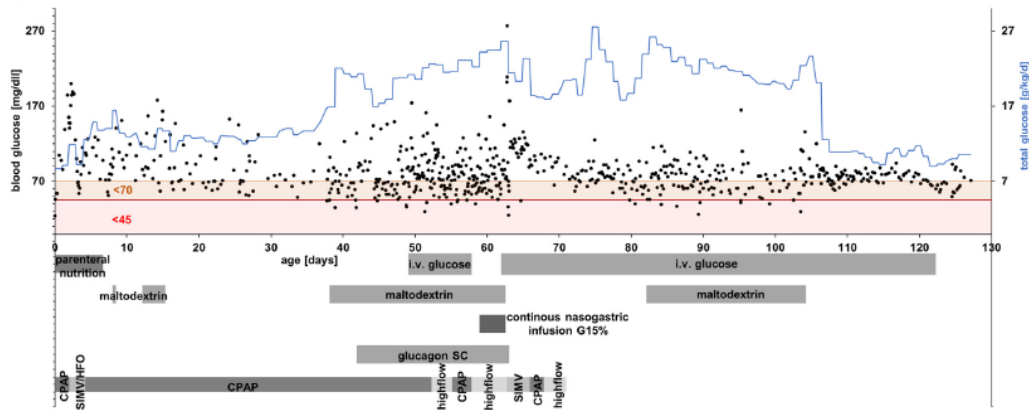 270
170
70
blood glucose [mg/dl]
<70
<45
27
17
7
total glucose [g/kg/d]
0 10 20 30 40 50 60 70 80 90 100 110 120 130
age [days]
parenteral
nutrition
i.v. glucose
i.v. glucose
maltodextrin
maltodextrin
maltodextrin
continous nasogastric
infusion G15%
glucagon SC
CPAP
SIMV/HFO
CPAP
highflow
CPAP
highflow
SIMV
CPAP
highflow